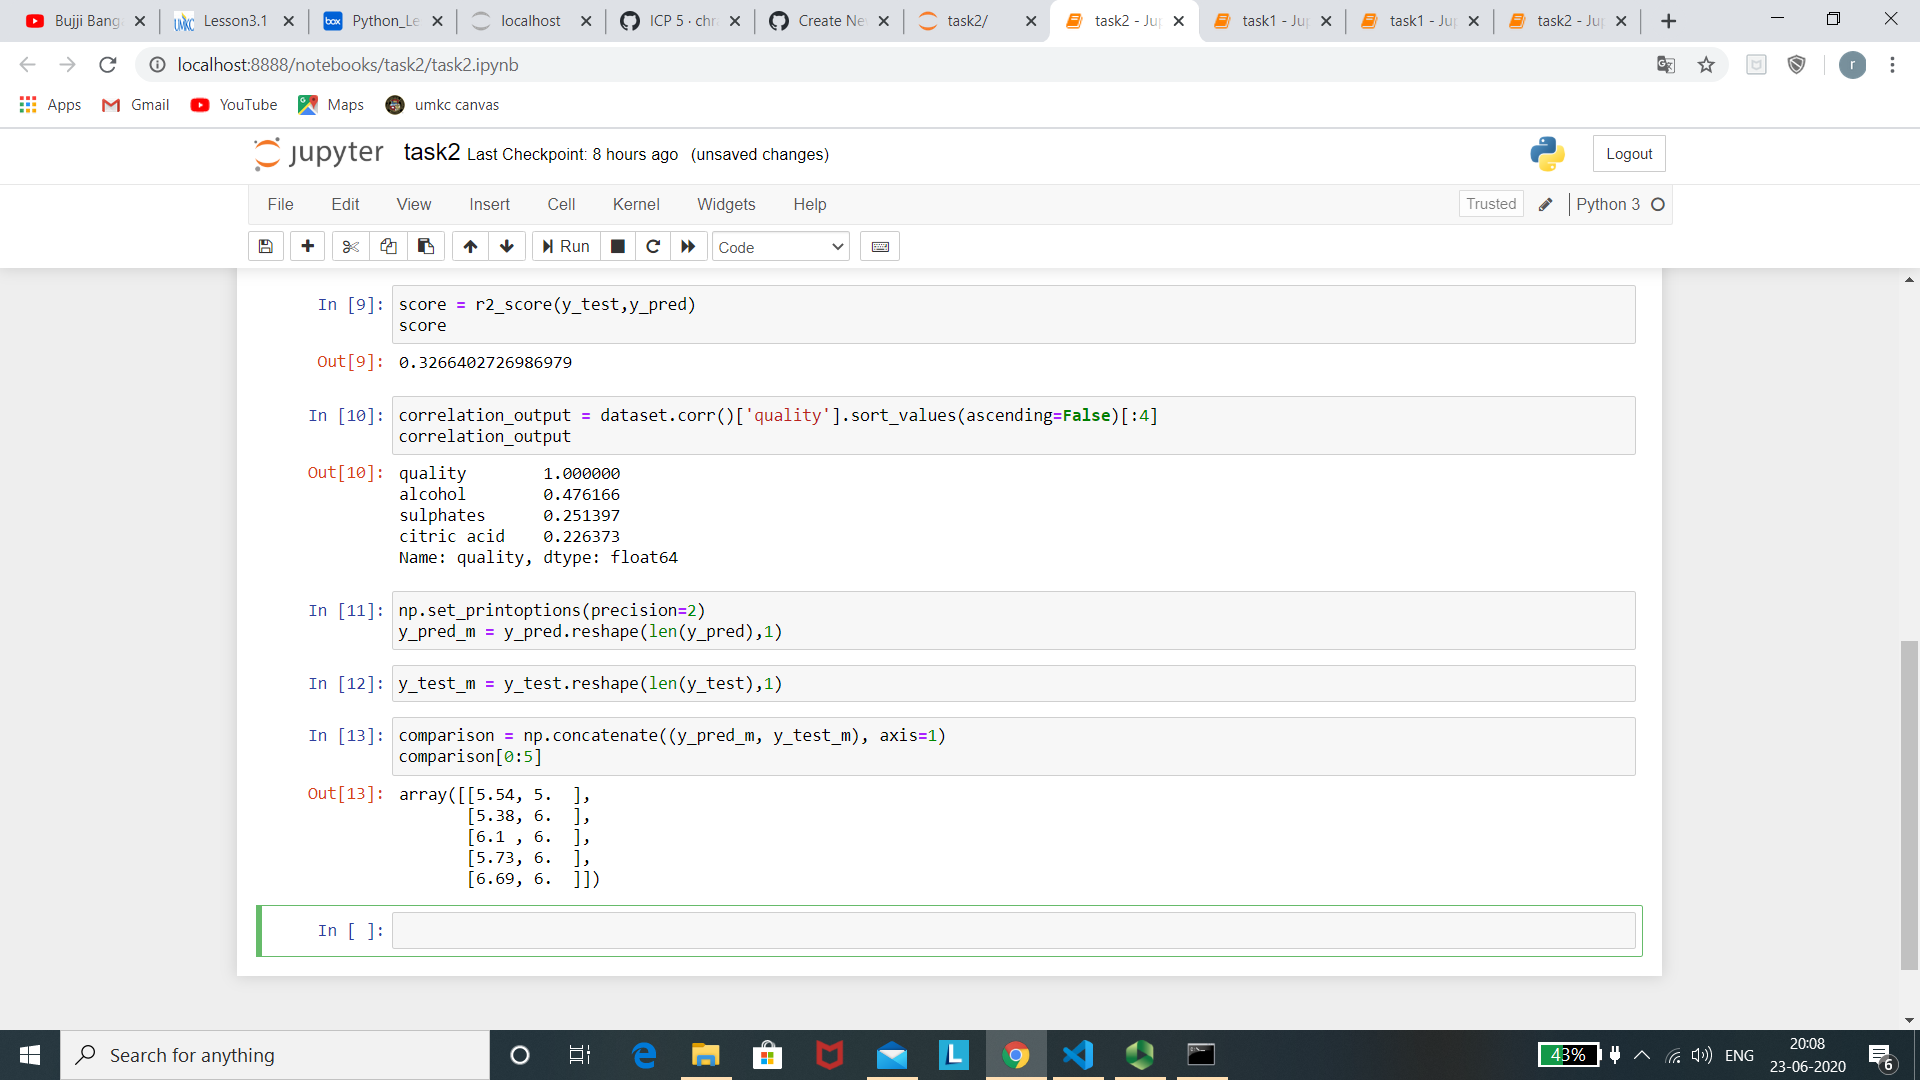 Bujji Bang
Lesson3.1
Python_Le
localhost
ICP 5 · chr
Create Ne
task2/
task2 - Jup
task1 - Jup
task1 - Jup
task2 - Jup
localhost:8888/notebooks/task2/task2.ipynb
r
Apps
Gmail
YouTube
Maps
umkc canvas
jupyter
task2 Last Checkpoint: 8 hours ago (unsaved changes)
Logout
File Edit View Insert Cell Kernel Widgets Help
Trusted
Python 3
Run
Code
In [9]: score = r2_score(y_test,y_pred)
score
Out[9]: 0.3266402726986979
In [10]: correlation_output = dataset.corr()['quality'].sort_values(ascending=False)[:4]
correlation_output
Out[10]: quality 1.000000
alcohol 0.476166
sulphates 0.251397
citric acid 0.226373
Name: quality, dtype: float64
In [11]: np.set_printoptions(precision=2)
y_pred_m = y_pred.reshape(len(y_pred),1)
In [12]: y_test_m = y_test.reshape(len(y_test),1)
In [13]: comparison = np.concatenate((y_pred_m, y_test_m), axis=1)
comparison[0:5]
Out[13]: array([[5.54, 5. ],
[5.38, 6. ],
[6.1 , 6. ],
[5.73, 6. ],
[6.69, 6. ]])
In [ ]:
Search for anything
L
43%
ENG
20:08
23-06-2020
6